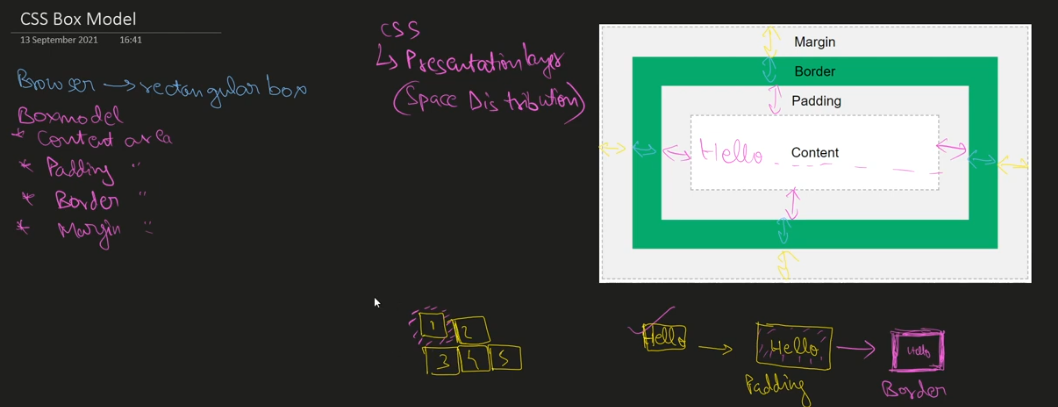 CSS Box Model
13 September 2021 16:41
Browser → rectangular box
Boxmodel
* Content area
* Padding "
* Border "
* Margin "
CSS
↳ Presentation layer
(Space Distribution)
Margin
Border
Padding
Hello
Content
1 2
3 4 5
Hello → Hello → Hello
Padding
Border